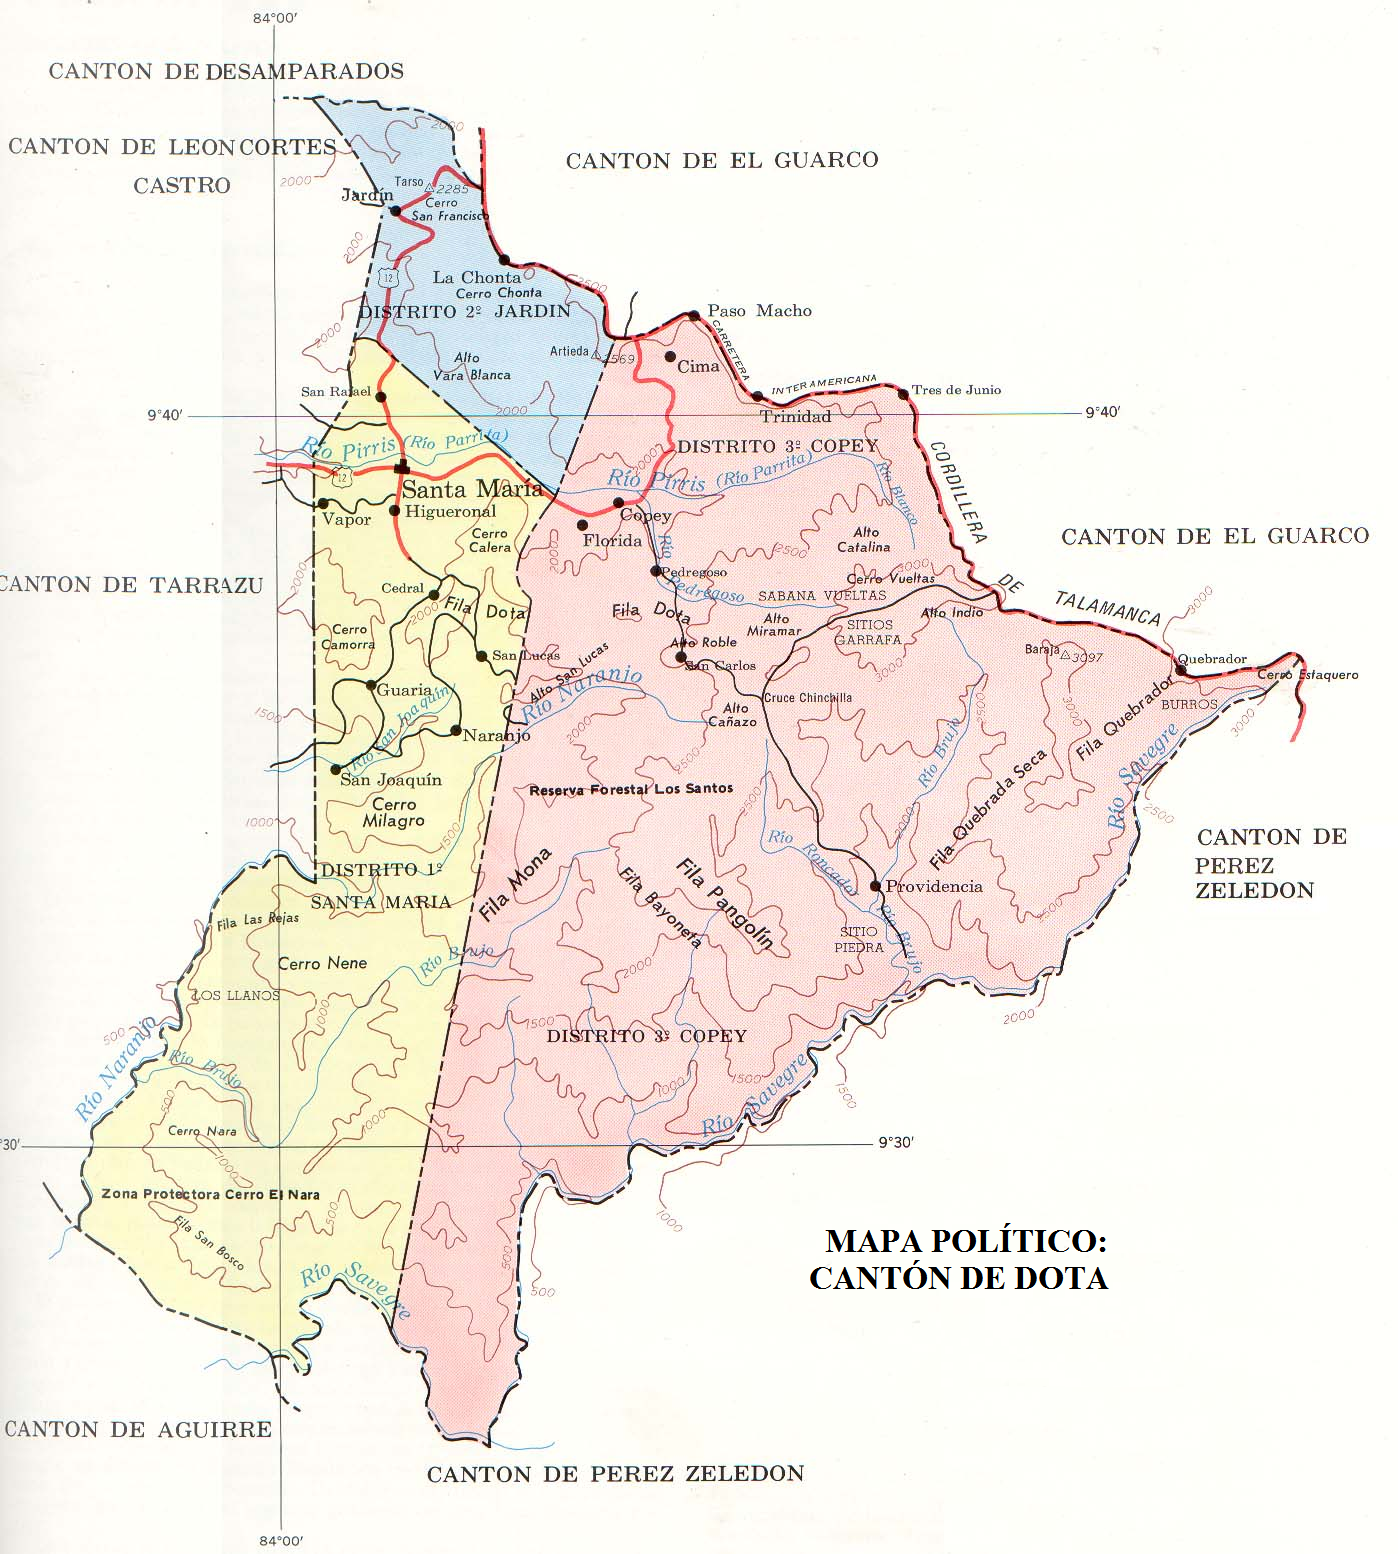 84°00'
CANTON DE DESAMPARADOS
2000
CANTON DE LEON CORTES
CASTRO
CANTON DE EL GUARCO
2000
Tarso
2285
Jardín
Cerro
San Francisco
2000
12
La Chonta
Cerro Chonta
2500
DISTRITO 2º JARDIN
Paso Macho
2000
Artieda
2569
Alto
Vara Blanca
Cima
CARRETERA
INTERAMERICANA
San Rafael
Tres de Junio
2000
Trinidad
9°40'
9°40'
Río Pirris (Río Parrita)
DISTRITO 3º COPEY
2000
CORDILLERA
Río Pirris (Río Parrita)
Río Blanco
12
Santa María
Vapor
Higueronal
Copey
Cerro
Calera
Florida
Alto
Catalina
CANTON DE EL GUARCO
2000
Río
2500
3000
Pedregoso
Cerro Vueltas
CANTON DE TARRAZU
2000
Cedral
Pedregoso
SABANA VUELTAS
DE
TALAMANCA
3000
2000
Fila Dota
Fila Dota
Alto
Miramar
SITIOS
GARRAFA
Alto Indio
Cerro
Camorra
Alto Roble
San Lucas
San Carlos
Baraja
3097
Quebrador
Alto San Lucas
3000
Cerro Estaquero
Guaria
Río Naranjo
Cruce Chinchilla
BURROS
1500
Río San Joaquín
Alto
Cañazo
2500
3000
Fila Quebrador
3000
Naranjo
2000
2500
Río Brujo
Río Savegre
San Joaquín
Reserva Forestal Los Santos
Fila Quebrada Seca
Cerro
Milagro
2500
2500
1000
1500
2000
Río Roncador
CANTON DE
PEREZ
ZELEDON
DISTRITO 1º
SANTA MARIA
Fila Mona
Fila Bayoneta
Fila Pangolín
Providencia
2500
Fila Las Rejas
SITIO
PIEDRA
Río Brujo
Cerro Nene
Río Brujo
2000
LOS LLANOS
1000
1500
2000
500
Río Naranjo
DISTRITO 3º COPEY
Río Brujo
1500
1000
500
1500
Río Savegre
1000
Cerro Nara
30'
9°30'
1000
Zona Protectora Cerro El Nara
500
1000
Fila San Bosco
MAPA POLÍTICO:
CANTÓN DE DOTA
500
Río Savegre
500
CANTON DE AGUIRRE
CANTON DE PEREZ ZELEDON
84°00'